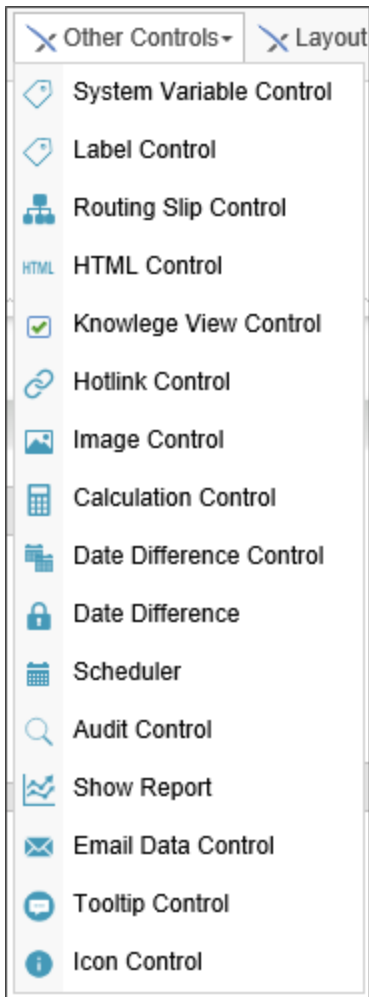 Other Controls Layout
System Variable Control
Label Control
Routing Slip Control
HTML HTML Control
Knowlege View Control
Hotlink Control
Image Control
Calculation Control
Date Difference Control
Date Difference
Scheduler
Audit Control
Show Report
Email Data Control
Tooltip Control
Icon Control